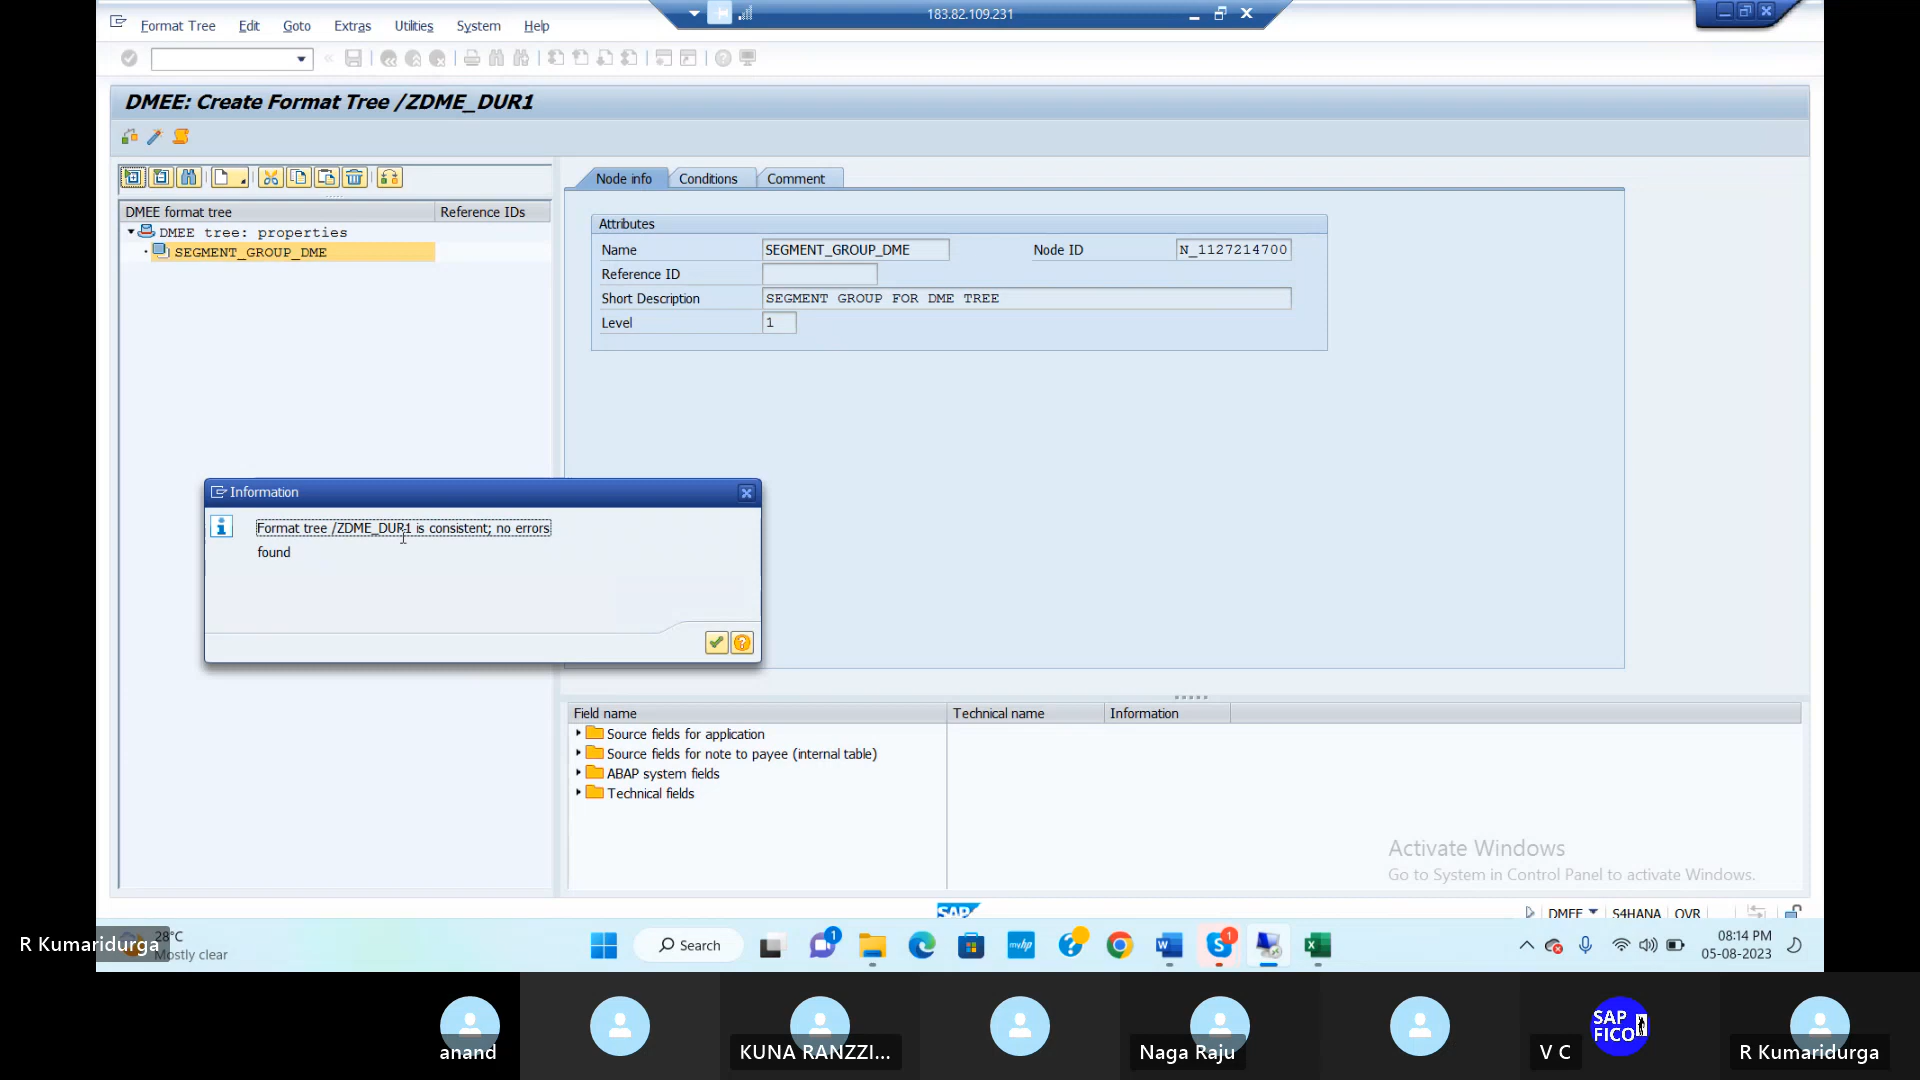 183.82.109.231
Format Tree Edit Goto Extras Utilities System Help
DMEE: Create Format Tree /ZDME_DUR1
Node info Conditions Comment
DMEE format tree Reference IDs
DMEE tree: properties
SEGMENT_GROUP_DME
Attributes
Name SEGMENT_GROUP_DME Node ID N_1127214700
Reference ID
Short Description SEGMENT GROUP FOR DME TREE
Level 1
Information
Format tree /ZDME_DUR1 is consistent; no errors
found
Field name Technical name Information
Source fields for application
Source fields for note to payee (internal table)
ABAP system fields
Technical fields
Activate Windows
Go to System in Control Panel to activate Windows.
SAP
DMEE S4HANA OVR
R Kumaridurga
28°C
Mostly clear
Search
1
myhp
1
08:14 PM
05-08-2023
anand
KUNA RANZZI...
Naga Raju
V C
SAP
FICO
R Kumaridurga